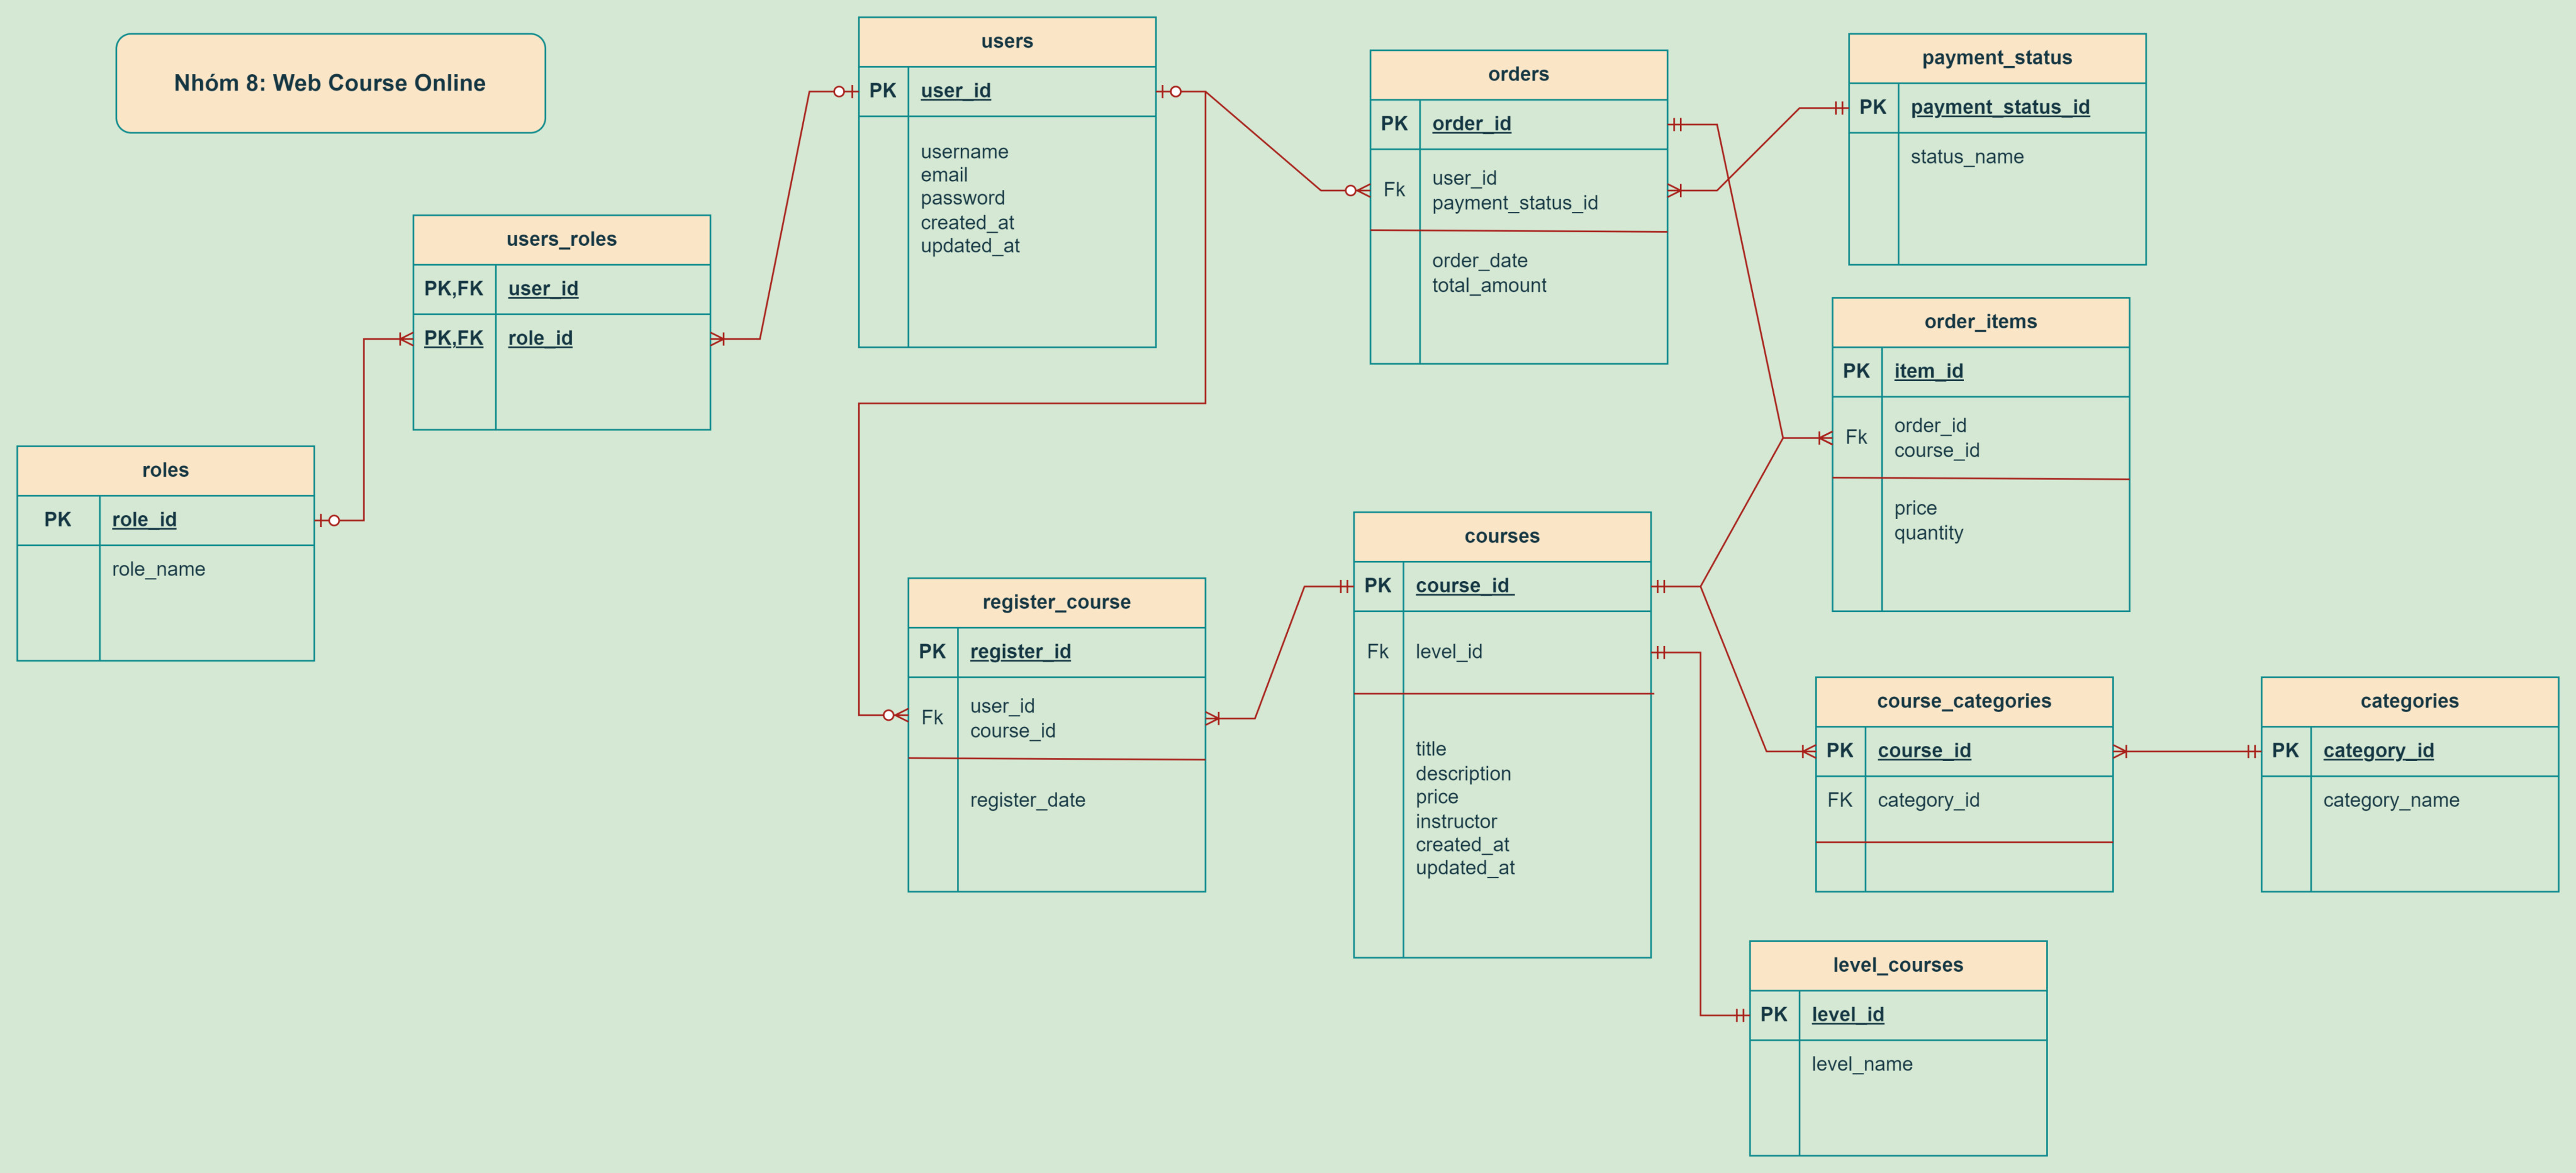 Nhóm 8: Web Course Online
users
PK user_id
username
email
password
created_at
updated_at
orders
PK order_id
Fk user_id
payment_status_id
order_date
total_amount
payment_status
PK payment_status_id
status_name
users_roles
PK,FK user_id
PK,FK role_id
order_items
PK item_id
Fk order_id
course_id
price
quantity
roles
PK role_id
role_name
register_course
PK register_id
Fk user_id
course_id
register_date
courses
PK course_id
Fk level_id
title
description
price
instructor
created_at
updated_at
course_categories
PK course_id
FK category_id
categories
PK category_id
category_name
level_courses
PK level_id
level_name